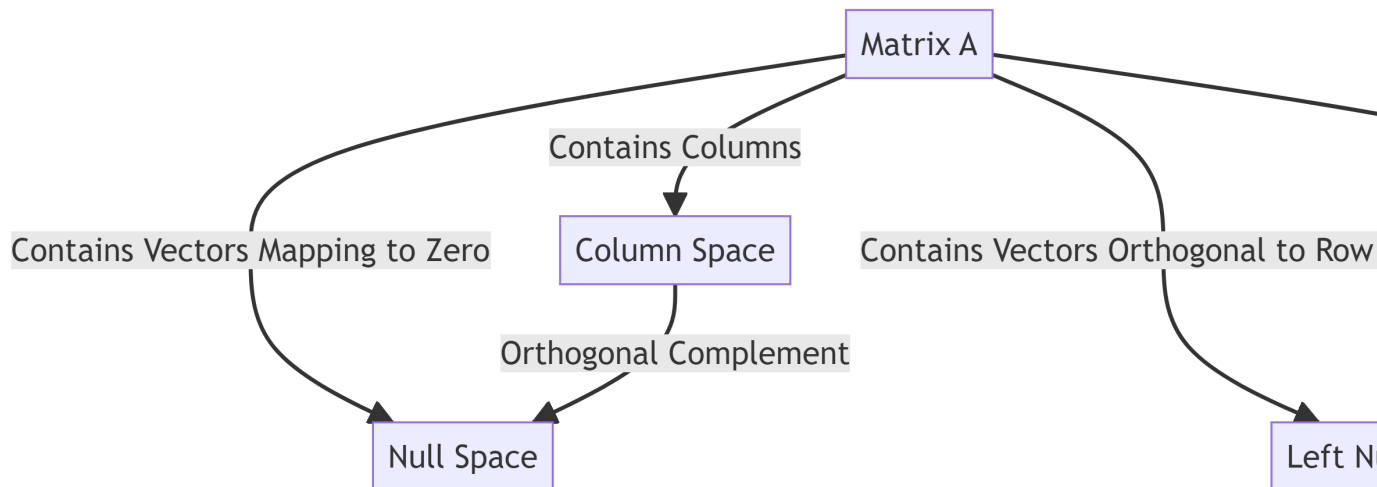 Matrix A
Contains Columns
Contains Vectors Mapping to Zero
Column Space
Contains Vectors Orthogonal to Row
Orthogonal Complement
Null Space
Left